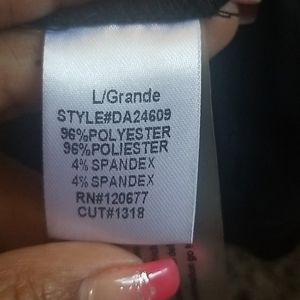 L/Grande
STYLE#DA24609
96%POLYESTER
96%POLIESTER
4% SPANDEX
4% SPANDEX
RN#120677
CUT#1318